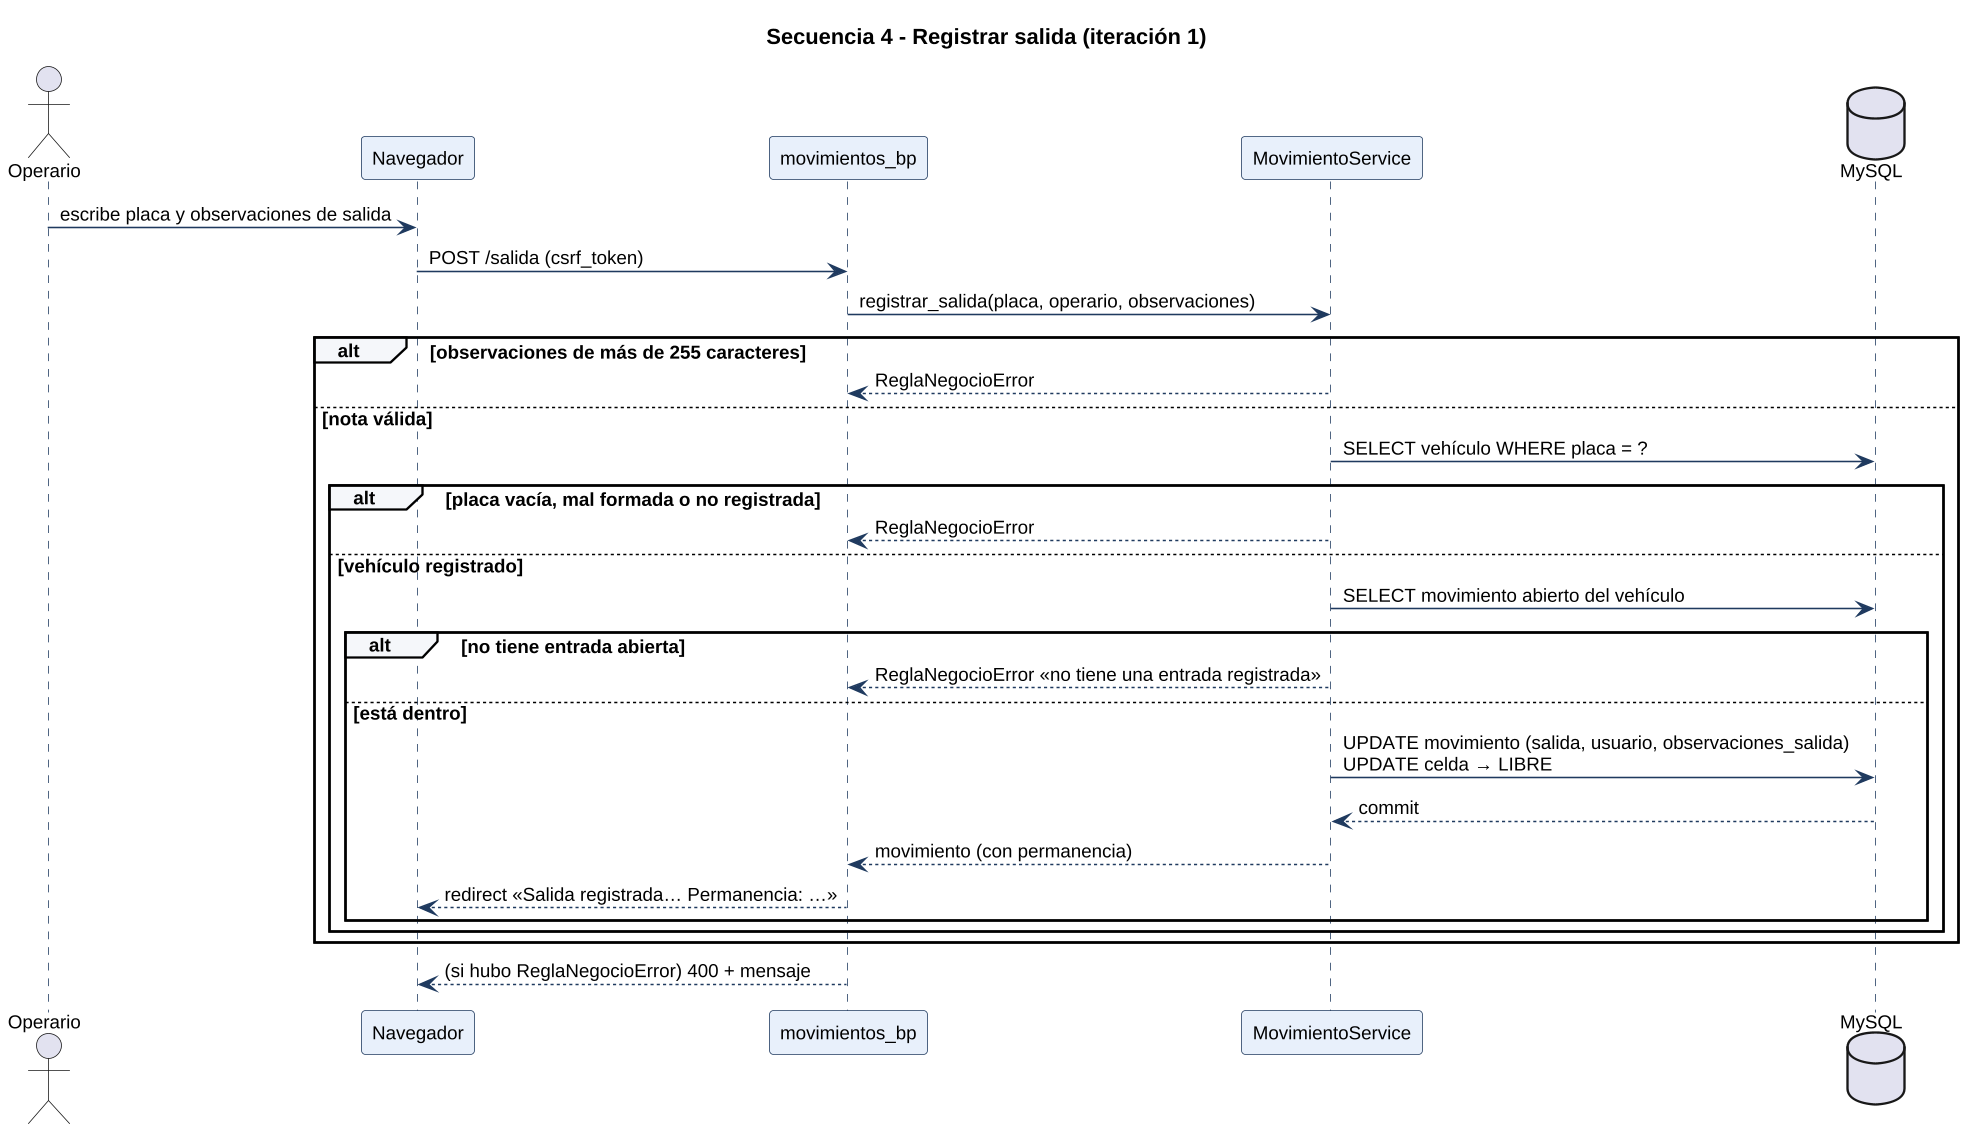 Secuencia 4 - Registrar salida (iteración 1)
Operario
Navegador
movimientos_bp
MovimientoService
MySQL
escribe placa y observaciones de salida
POST /salida (csrf_token)
registrar_salida(placa, operario, observaciones)
alt [observaciones de más de 255 caracteres]
ReglaNegocioError
[nota válida]
SELECT vehículo WHERE placa = ?
alt [placa vacía, mal formada o no registrada]
ReglaNegocioError
[vehículo registrado]
SELECT movimiento abierto del vehículo
alt [no tiene entrada abierta]
ReglaNegocioError «no tiene una entrada registrada»
[está dentro]
UPDATE movimiento (salida, usuario, observaciones_salida)
UPDATE celda → LIBRE
commit
movimiento (con permanencia)
redirect «Salida registrada… Permanencia: …»
(si hubo ReglaNegocioError) 400 + mensaje
Operario
Navegador
movimientos_bp
MovimientoService
MySQL